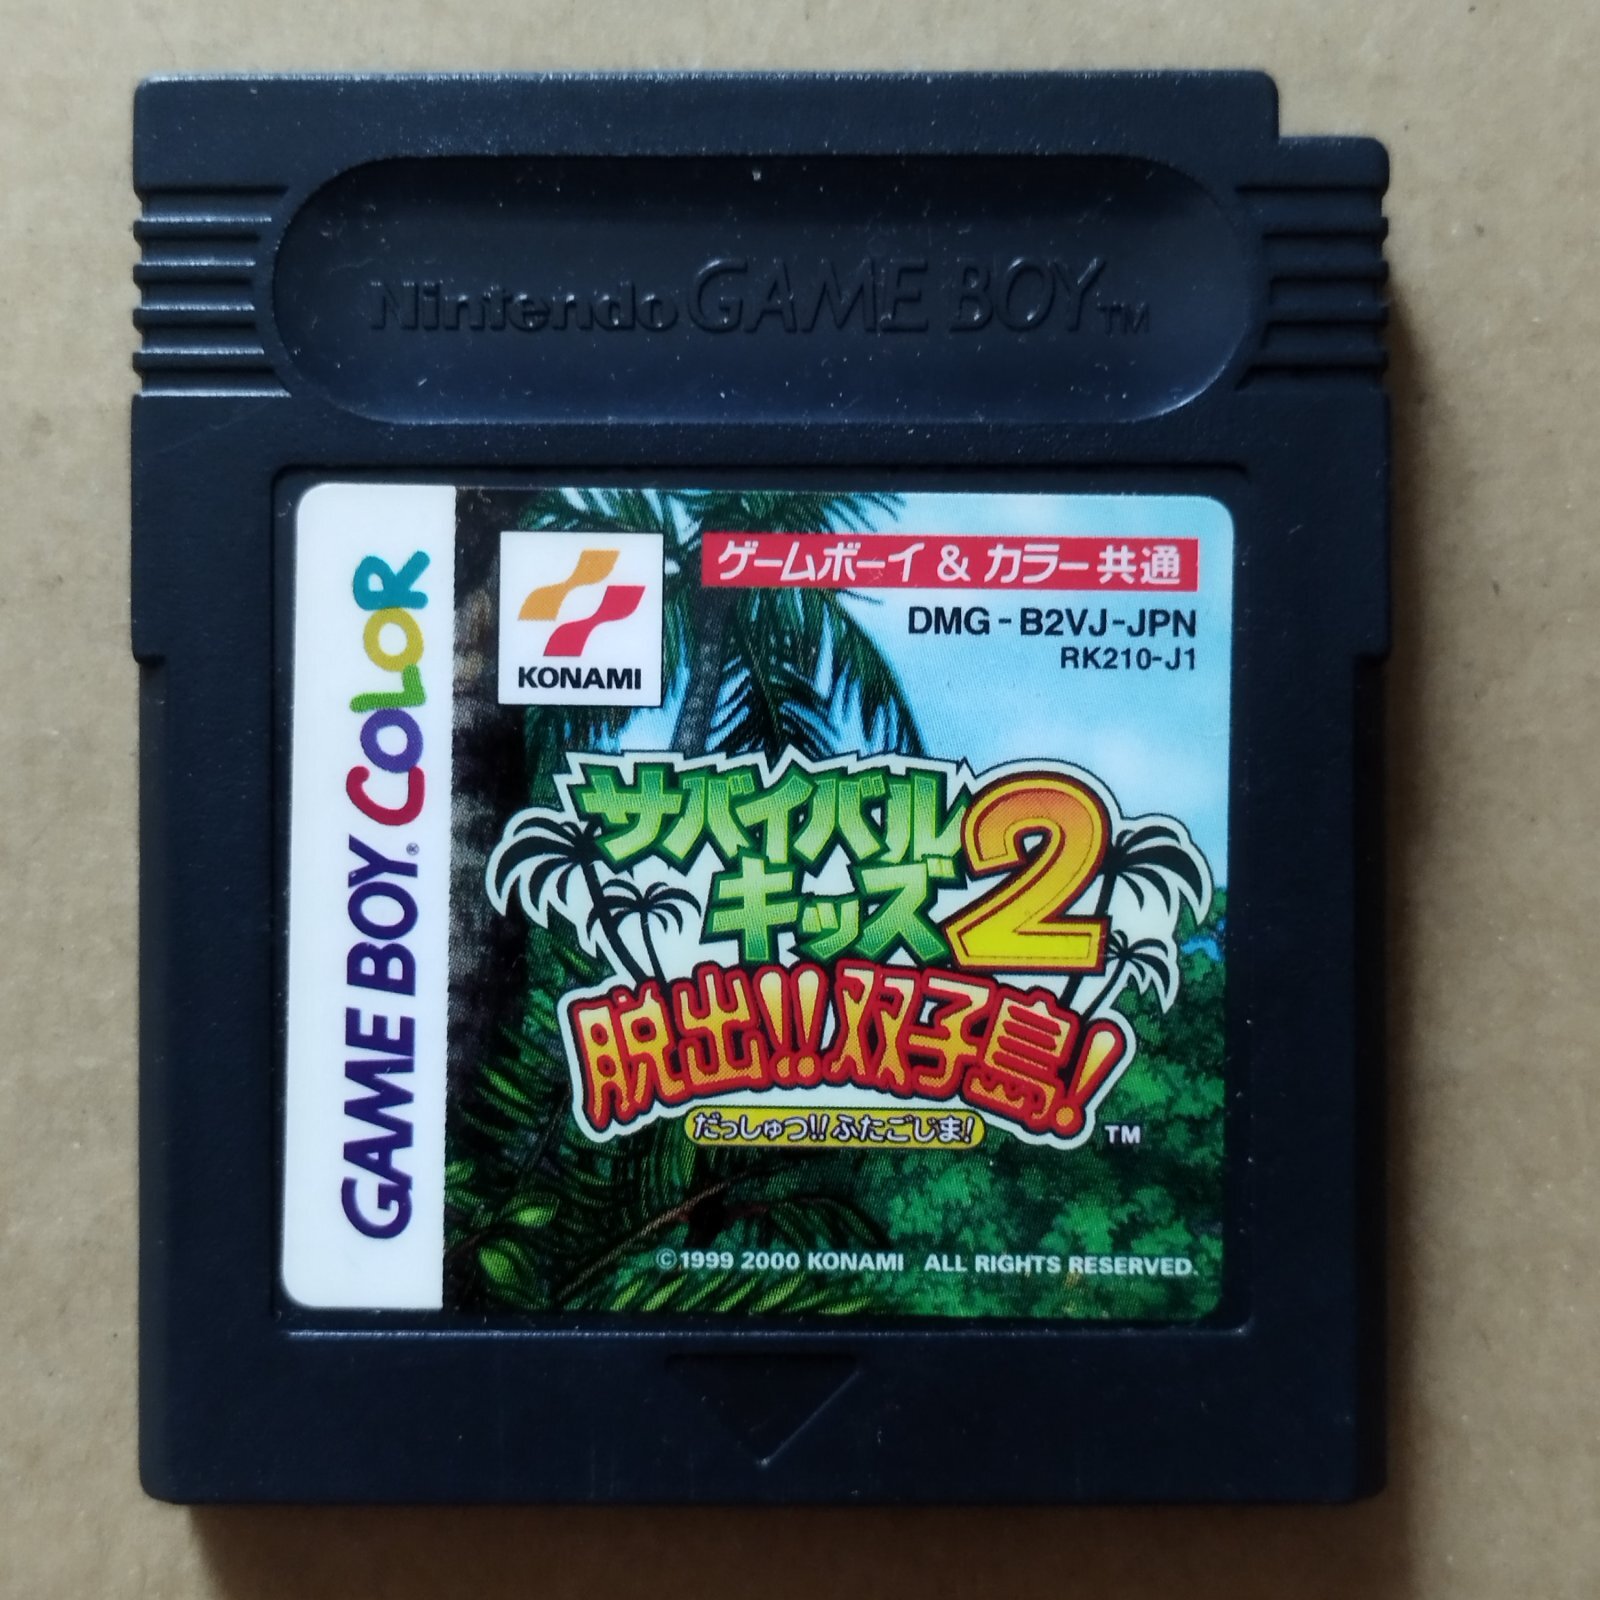 Nintendo GAME BOY™
GAME BOY® COLOR
KONAMI
ゲームボーイ & カラー 共通
DMG-B2VJ-JPN
RK210-J1
サバイバル
キッズ2
脱出!!双子島!
だっしゅつ!! ふたごじま!
TM
©1999 2000 KONAMI ALL RIGHTS RESERVED.